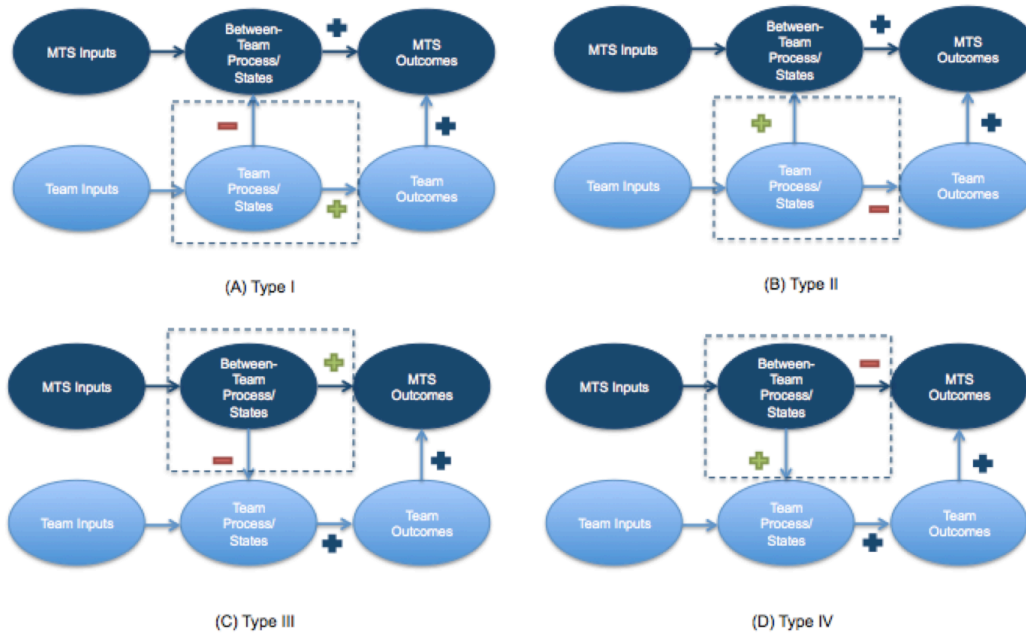 MTS Inputs
Between-
Team
Process/
States
MTS
Outcomes
Team Inputs
Team
Process/
States
Team
Outcomes
(A) Type I
MTS Inputs
Between-
Team
Process/
States
MTS
Outcomes
Team Inputs
Team
Process/
States
Team
Outcomes
(B) Type II
MTS Inputs
Between-
Team
Process/
States
MTS
Outcomes
Team Inputs
Team
Process/
States
Team
Outcomes
(C) Type III
MTS Inputs
Between-
Team
Process/
States
MTS
Outcomes
Team Inputs
Team
Process/
States
Team
Outcomes
(D) Type IV